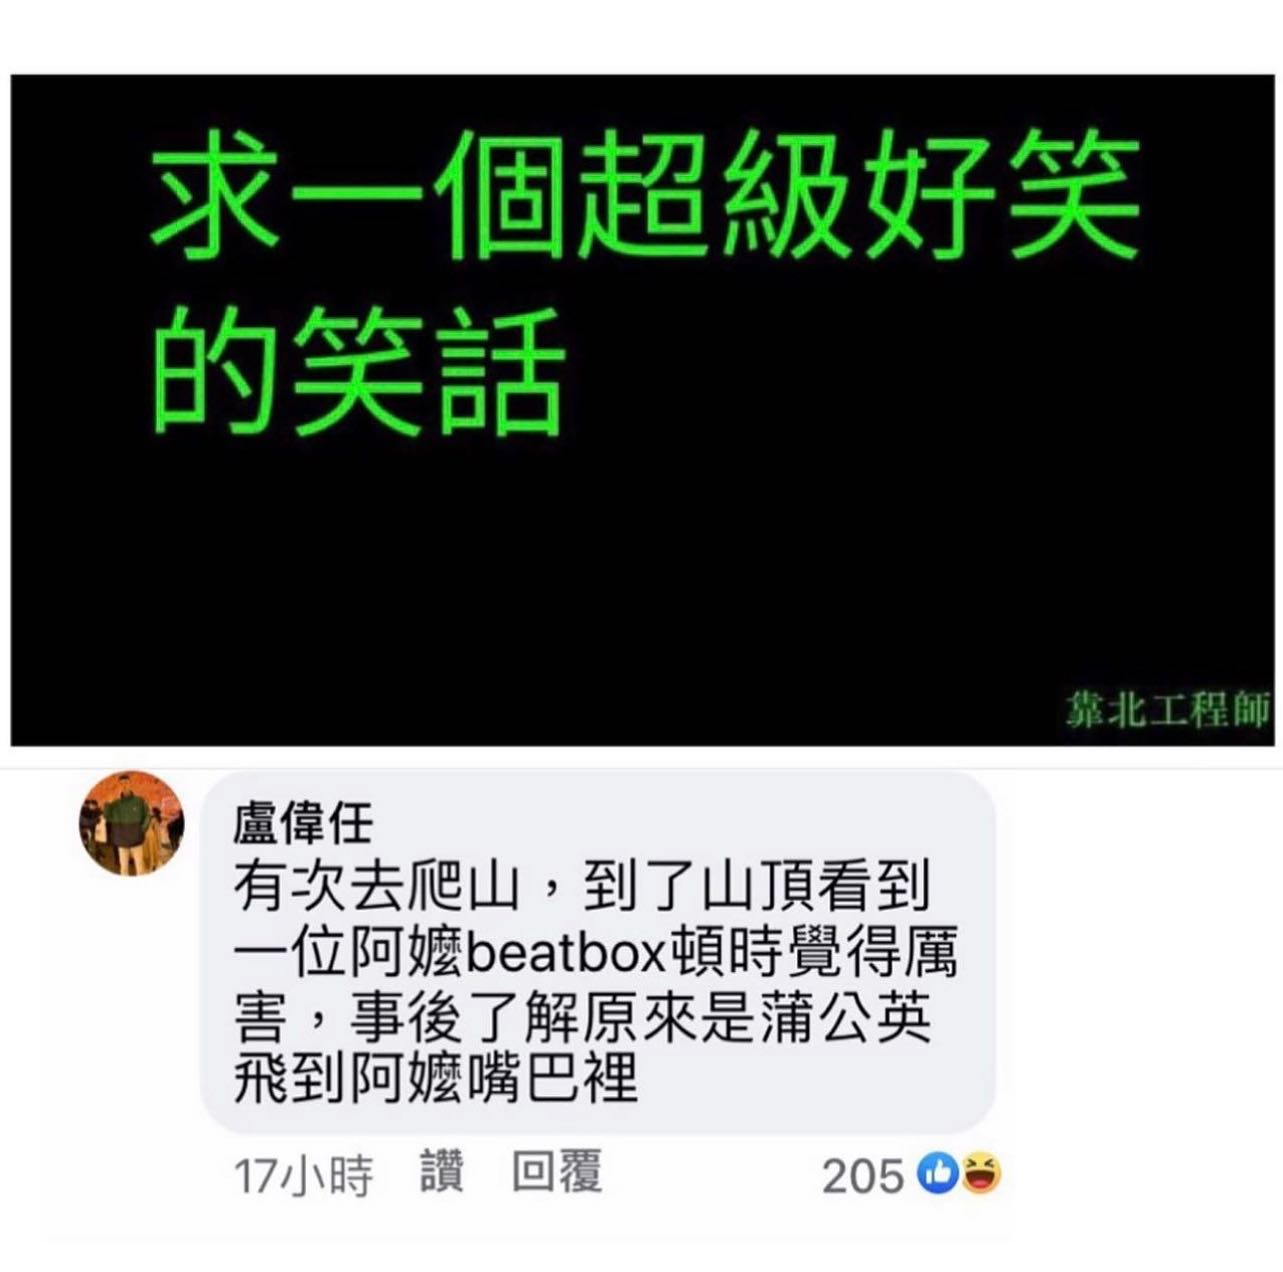 求一個超級好笑
的笑話
靠北工程師
盧偉任
有次去爬山，到了山頂看到
一位阿嬤beatbox頓時覺得厲
害，事後了解原來是蒲公英
飛到阿嬤嘴巴裡
17小時 讚 回覆 205